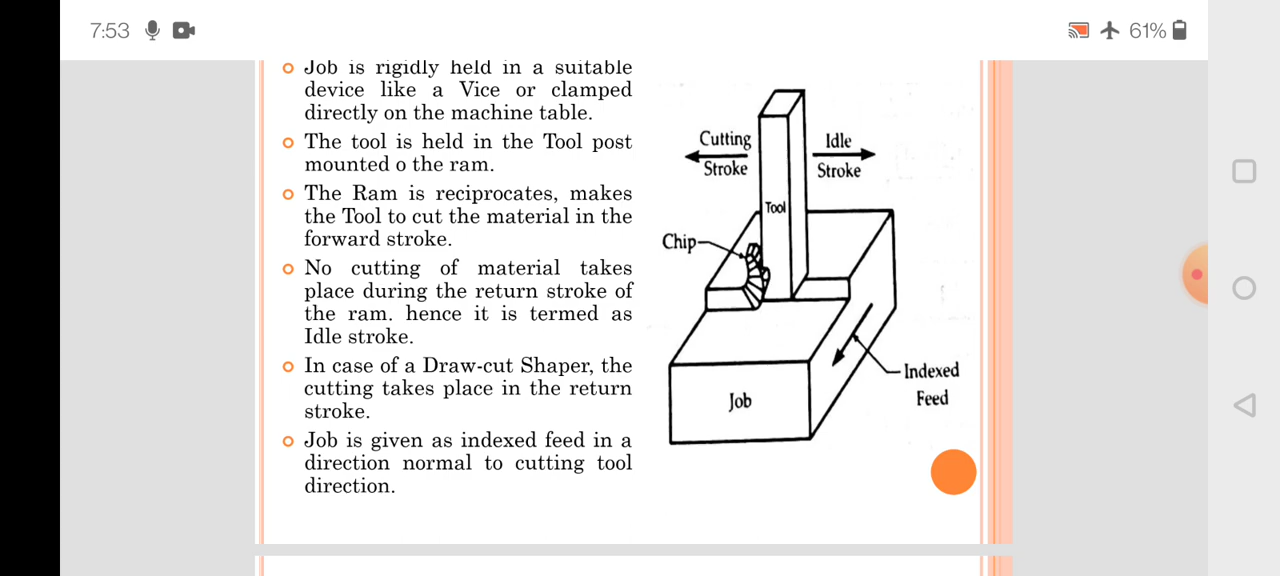 7:53
61%
Job is rigidly held in a suitable
device like a Vice or clamped
directly on the machine table.
The tool is held in the Tool post
mounted o the ram.
The Ram is reciprocates, makes
the Tool to cut the material in the
forward stroke.
No cutting of material takes
place during the return stroke of
the ram. hence it is termed as
Idle stroke.
In case of a Draw-cut Shaper, the
cutting takes place in the return
stroke.
Job is given as indexed feed in a
direction normal to cutting tool
direction.
Cutting
Stroke
Idle
Stroke
Tool
Chip
Indexed
Feed
Job